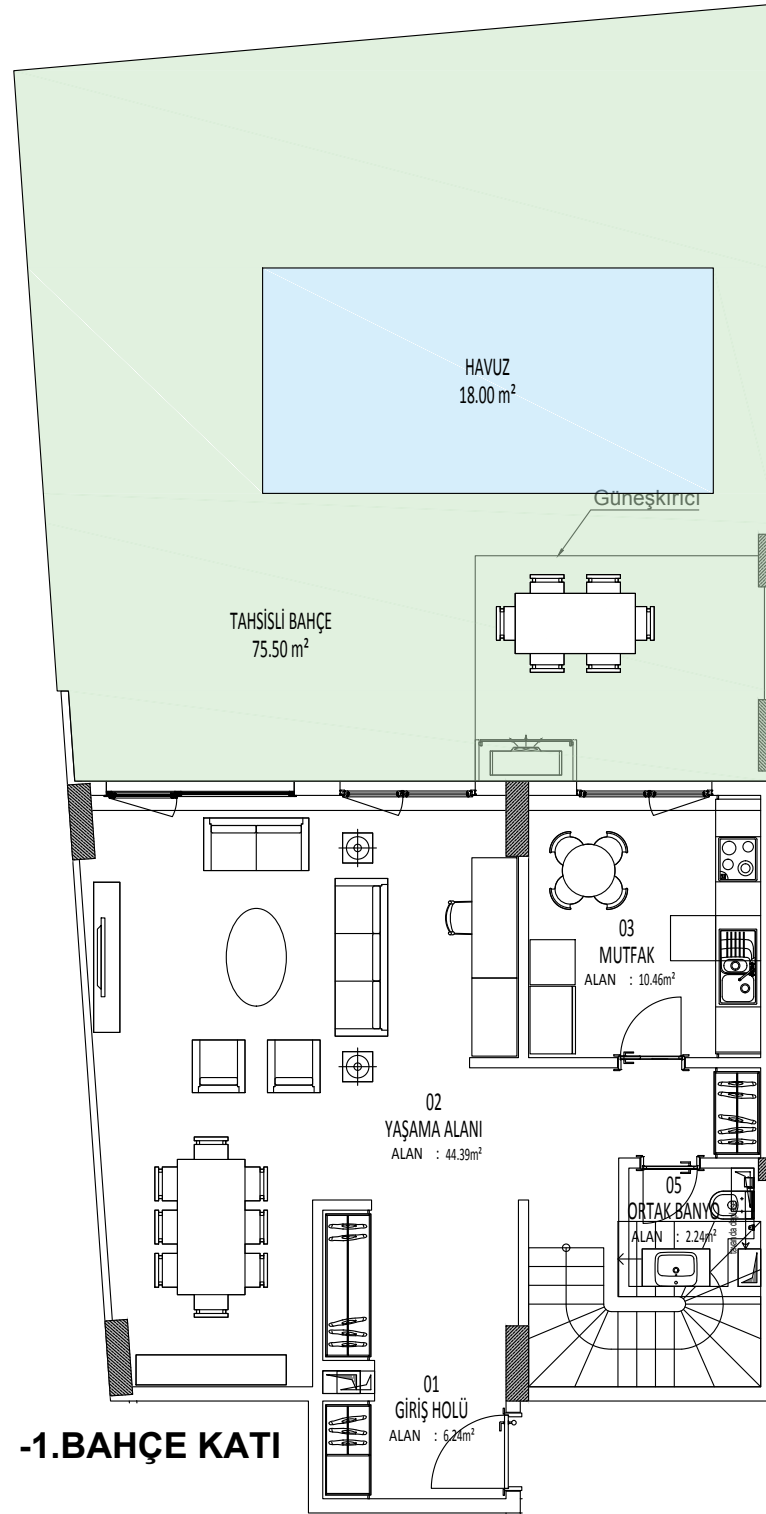 HAVUZ
18.00 m²
Güneşkırıcı
TAHSİSLİ BAHÇE
75.50 m²
03
MUTFAK
ALAN : 10.46m²
02
YAŞAMA ALANI
ALAN : 44.39m²
05
ORTAK BANYO
ALAN : 2.24m²
01
GİRİŞ HOLÜ
ALAN : 6.24m²
-1.BAHÇE KATI